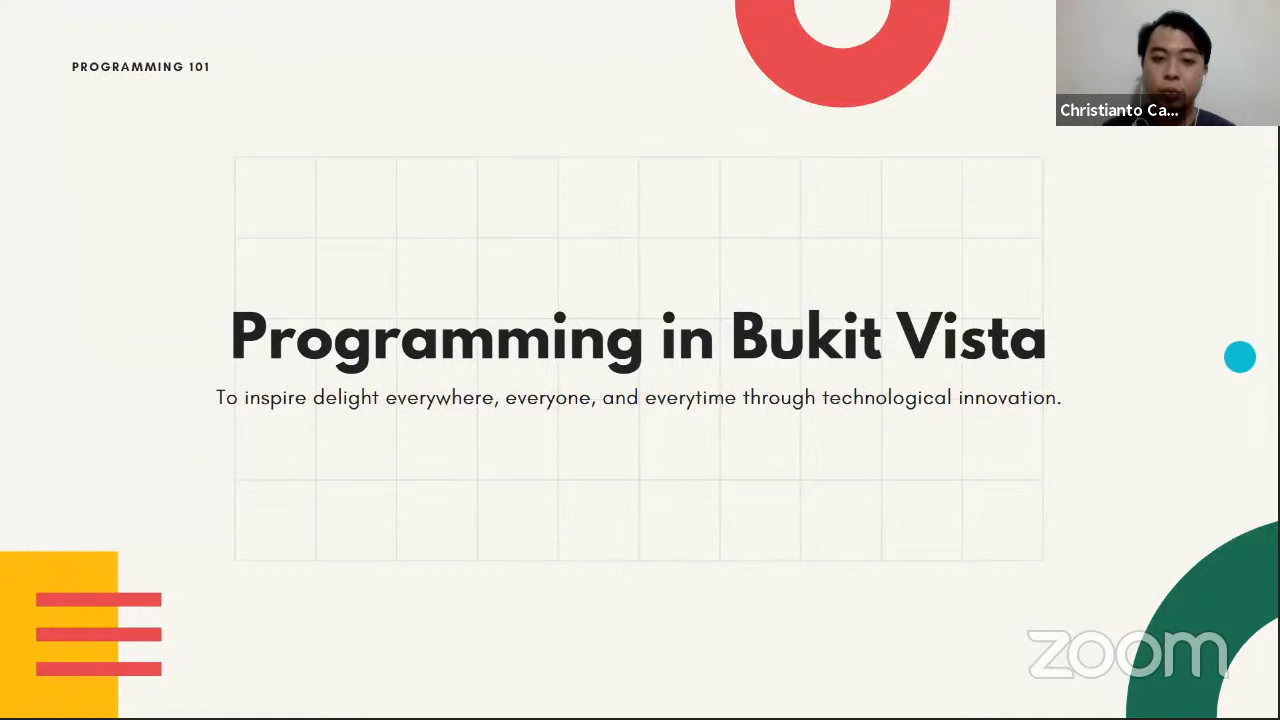 PROGRAMMING 101
Christianto Ca...
Programming in Bukit Vista
To inspire delight everywhere, everyone, and everytime through technological innovation.
zoom